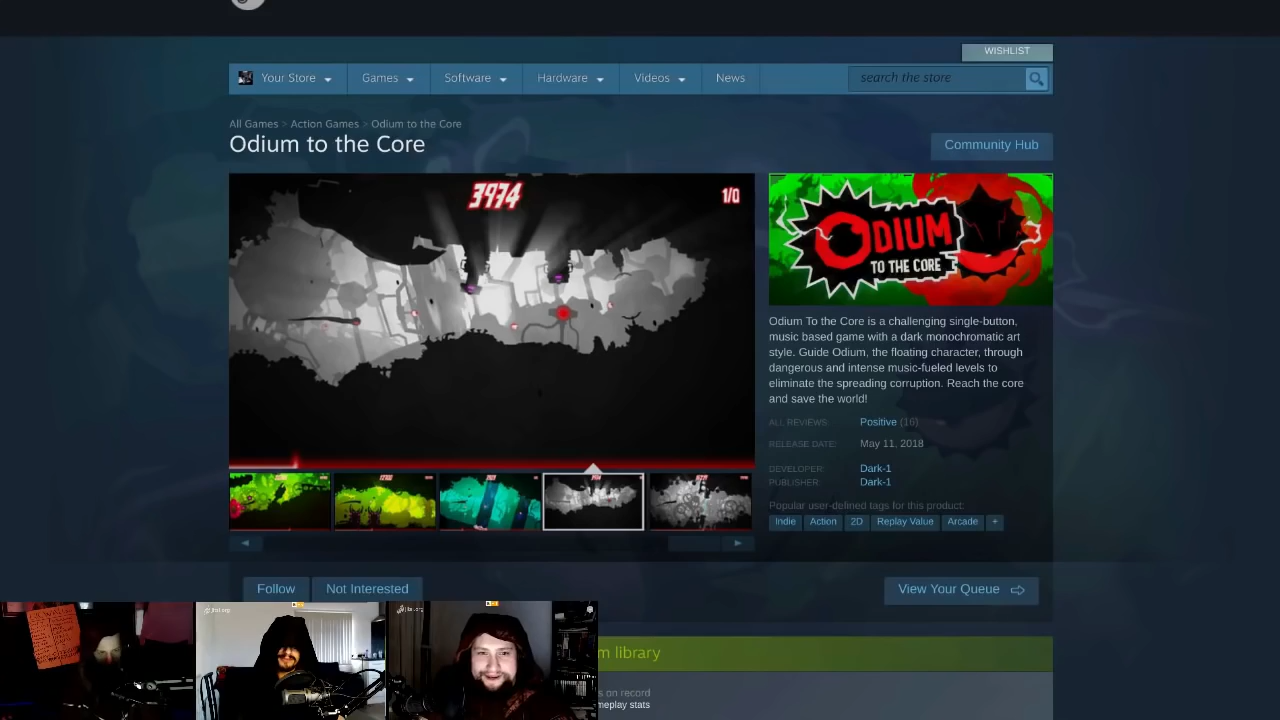 WISHLIST
Your Store
Games
Software
Hardware
Videos
News
search the store
All Games > Action Games > Odium to the Core
Odium to the Core
Community Hub
3974
1/0
ODIUM
TO THE CORE
Odium To the Core is a challenging single-button,
music based game with a dark monochromatic art
style. Guide Odium, the floating character, through
dangerous and intense music-fueled levels to
eliminate the spreading corruption. Reach the core
and save the world!
ALL REVIEWS: Positive (16)
RELEASE DATE: May 11, 2018
DEVELOPER: Dark-1
PUBLISHER: Dark-1
Popular user-defined tags for this product:
Indie Action 2D Replay Value Arcade +
Follow
Not Interested
View Your Queue
jitsi.org
jitsi.org
m library
s on record
meplay stats